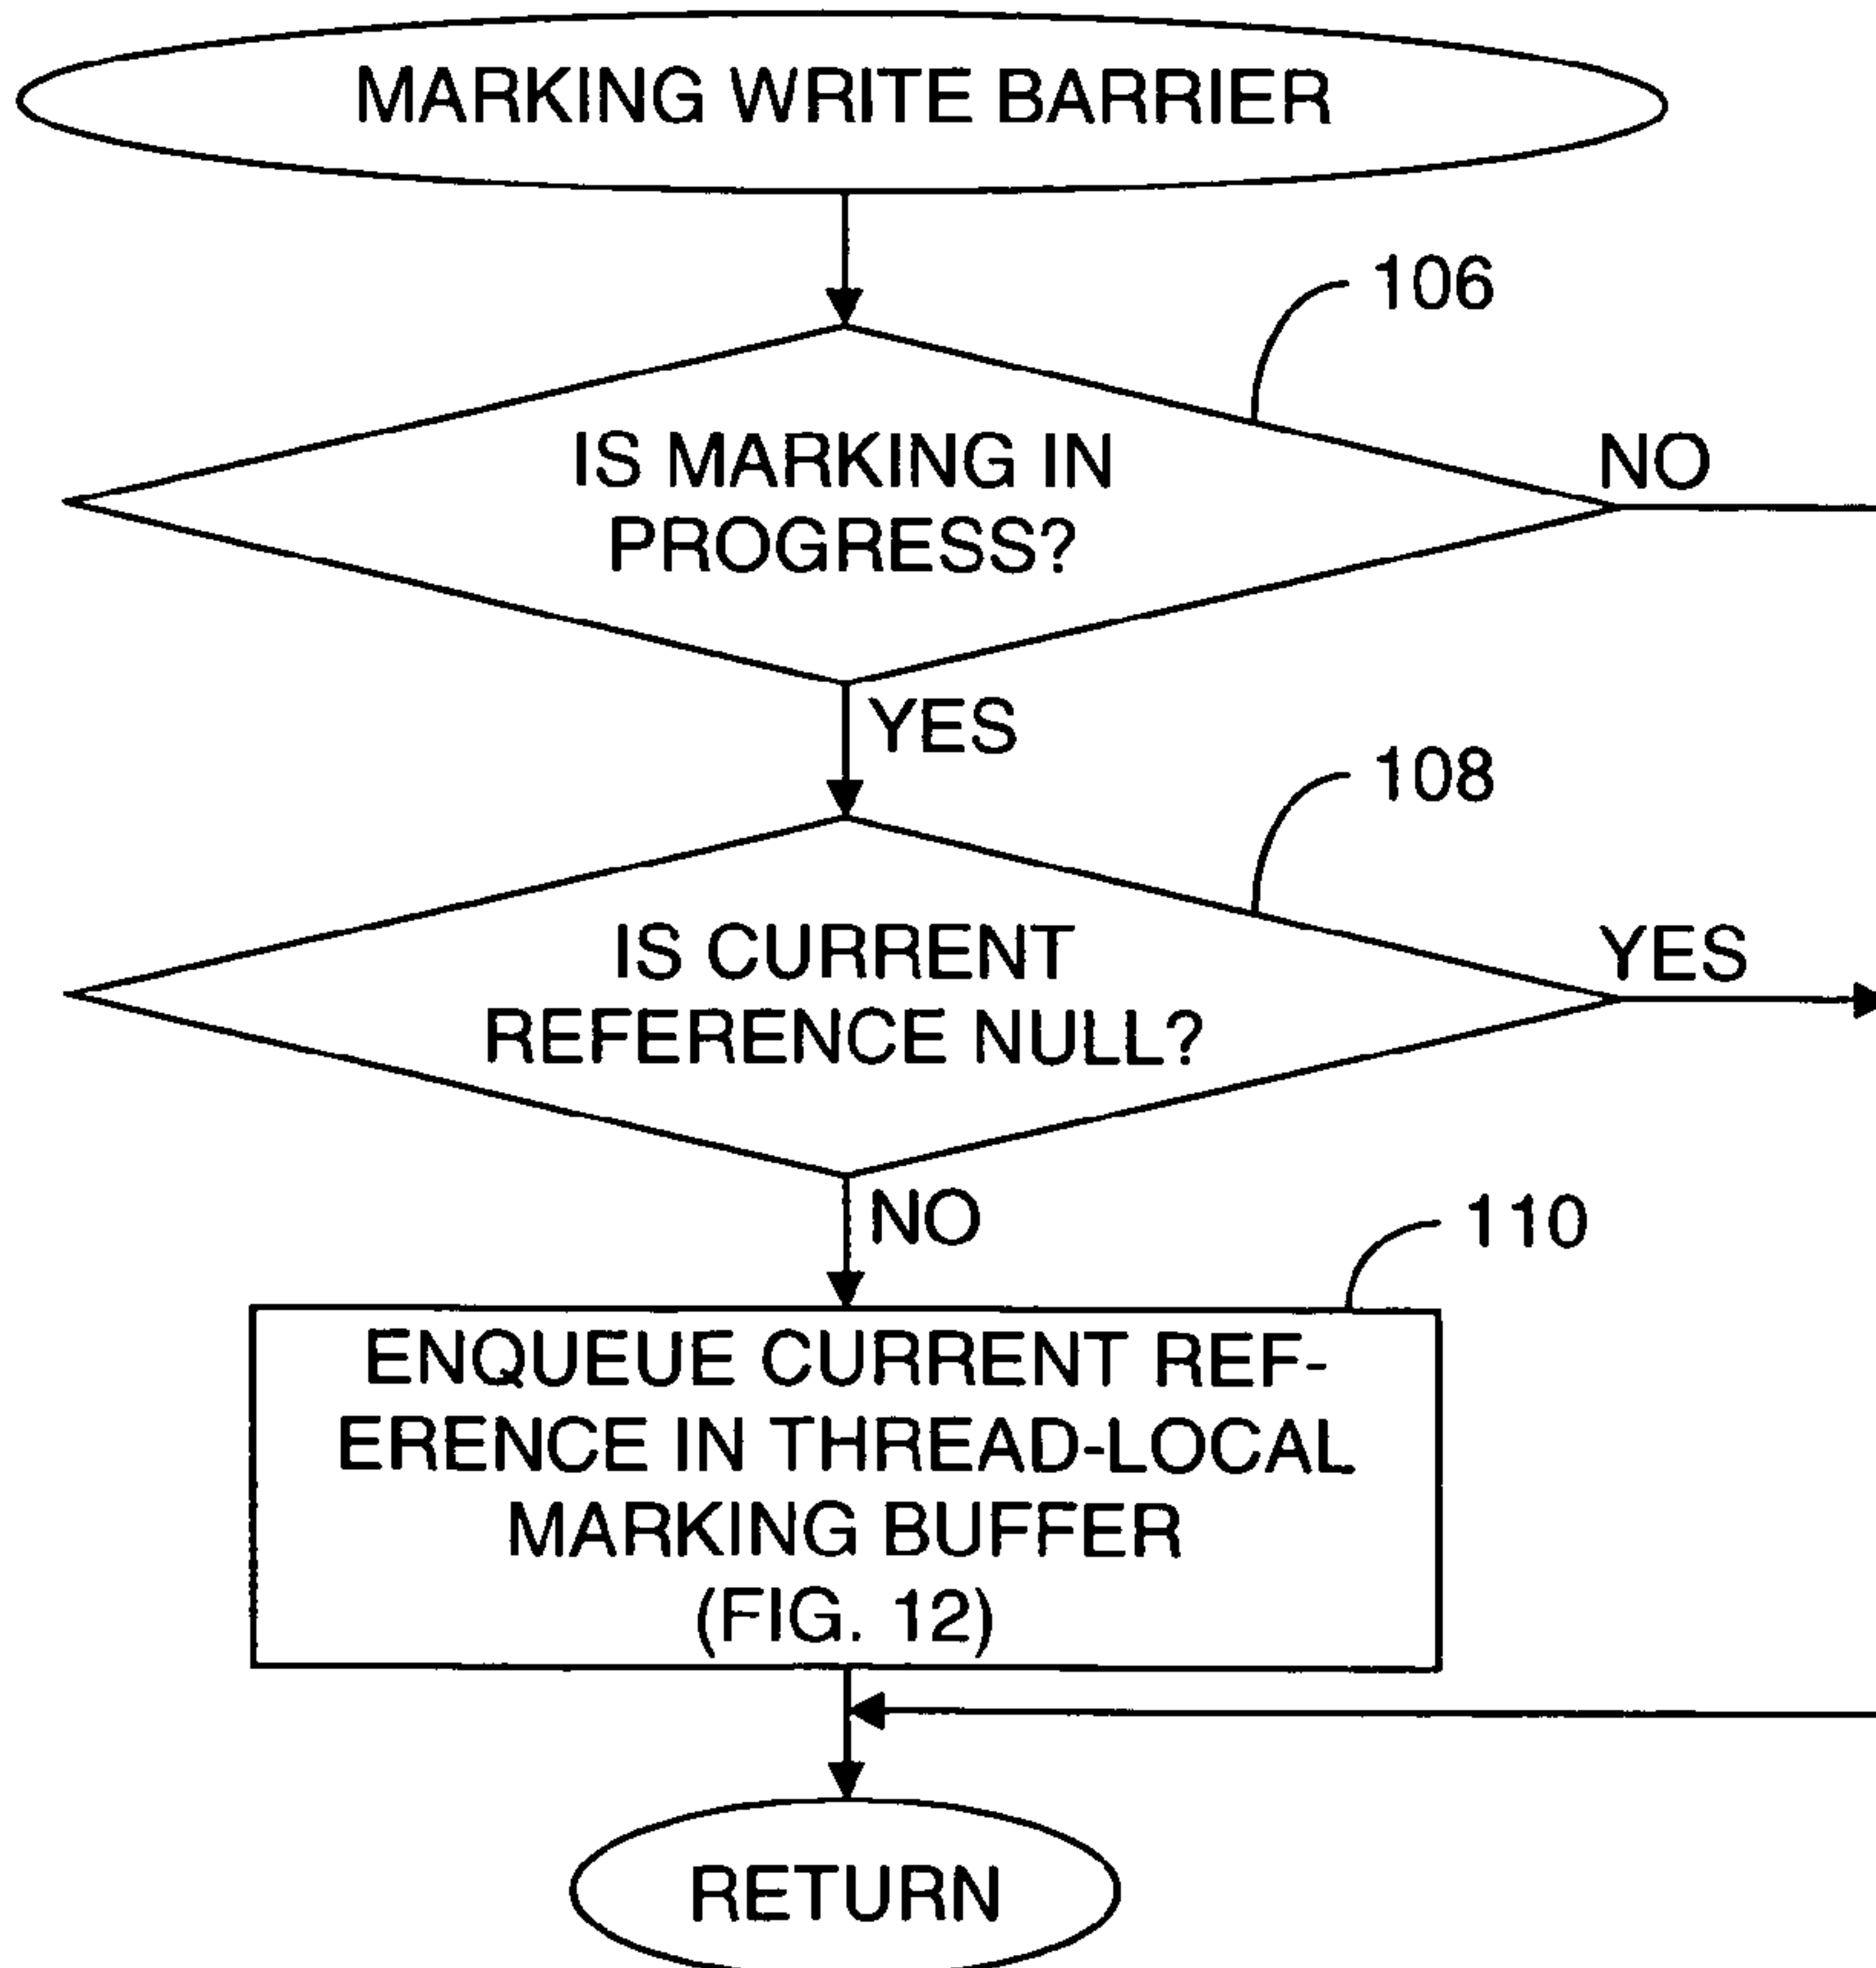 MARKING WRITE BARRIER
106
IS MARKING IN
PROGRESS?
NO
YES
108
IS CURRENT
REFERENCE NULL?
YES
NO
110
ENQUEUE CURRENT REF-
ERENCE IN THREAD-LOCAL
MARKING BUFFER
(FIG. 12)
RETURN